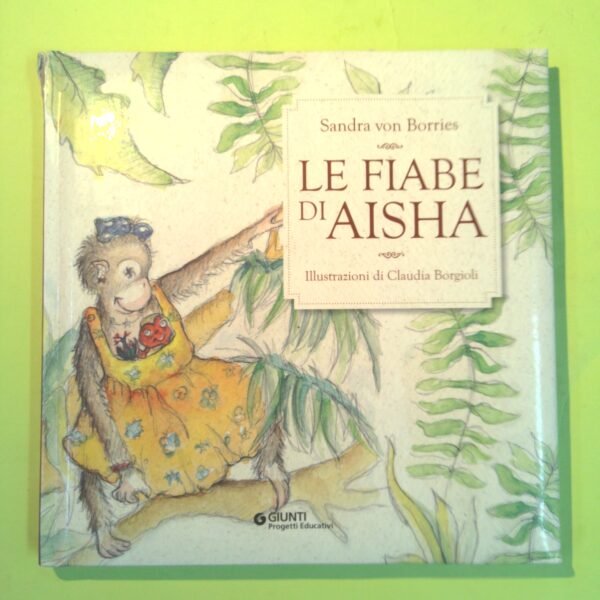 Sandra von Borries
LE FIABE
DI AISHA
Illustrazioni di Claudia Borgioli
GIUNTI
Progetti Educativi